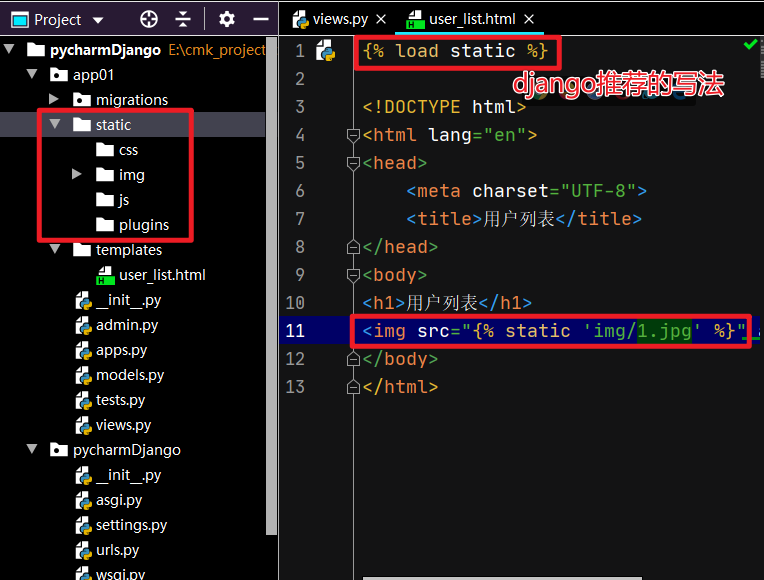 Project
views.py
user_list.html
pycharmDjango E:\cmk_project
app01
migrations
static
css
img
js
plugins
templates
user_list.html
__init__.py
admin.py
apps.py
models.py
tests.py
views.py
pycharmDjango
__init__.py
asgi.py
settings.py
urls.py
wsgi.py
1 {% load static %}
django推荐的写法
2
3 <!DOCTYPE html>
4 <html lang="en">
5 <head>
6 <meta charset="UTF-8">
7 <title>用户列表</title>
8 </head>
9 <body>
10 <h1>用户列表</h1>
11 <img src="{% static 'img/1.jpg' %}"
12 </body>
13 </html>